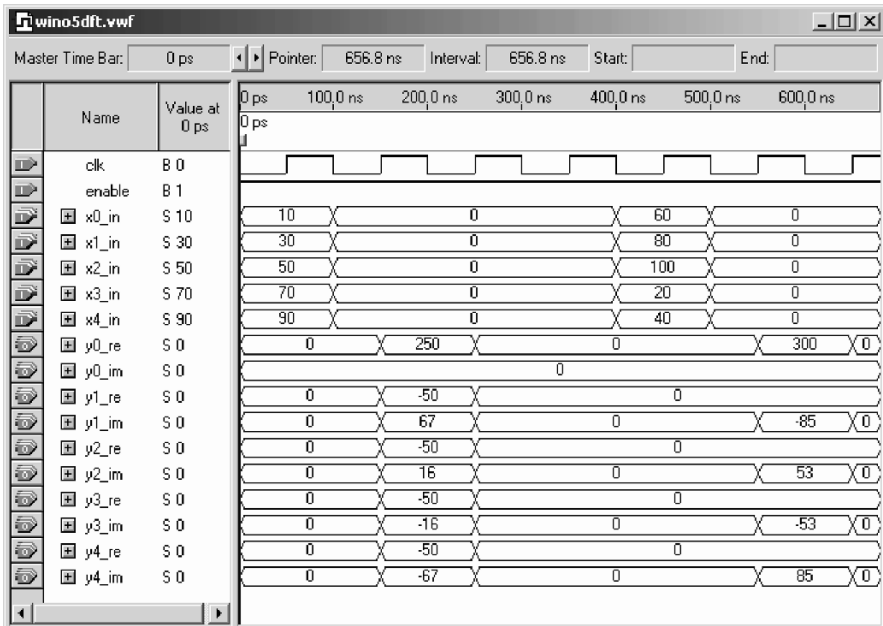 wino5dft.vwf
Master Time Bar: 0 ps Pointer: 656.8 ns Interval: 656.8 ns Start: End:
Name Value at 0 ps 0 ps 100.0 ns 200.0 ns 300.0 ns 400.0 ns 500.0 ns 600.0 ns
0 ps
clk B 0
enable B 1
x0_in S 10 10 0 60 0
x1_in S 30 30 0 80 0
x2_in S 50 50 0 100 0
x3_in S 70 70 0 20 0
x4_in S 90 90 0 40 0
y0_re S 0 0 250 0 300 0
y0_im S 0 0
y1_re S 0 0 -50 0
y1_im S 0 0 67 0 -85 0
y2_re S 0 0 -50 0
y2_im S 0 0 16 0 53 0
y3_re S 0 0 -50 0
y3_im S 0 0 -16 0 -53 0
y4_re S 0 0 -50 0
y4_im S 0 0 -67 0 85 0